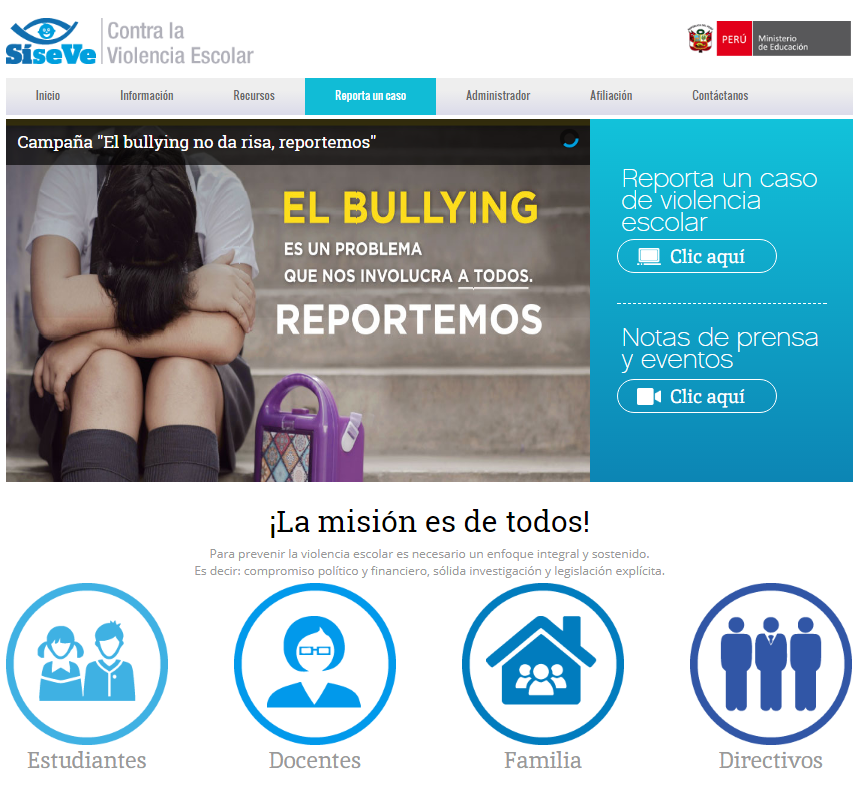 SíseVe
Contra la
Violencia Escolar
PERÚ
Ministerio
de Educación
Inicio
Información
Recursos
Reporta un caso
Administrador
Afiliación
Contáctanos
Campaña "El bullying no da risa, reportemos"
EL BULLYING
ES UN PROBLEMA
QUE NOS INVOLUCRA A TODOS.
REPORTEMOS
Reporta un caso
de violencia
escolar
Clic aquí
Notas de prensa
y eventos
Clic aquí
¡La misión es de todos!
Para prevenir la violencia escolar es necesario un enfoque integral y sostenido.
Es decir: compromiso político y financiero, sólida investigación y legislación explícita.
Estudiantes
Docentes
Familia
Directivos